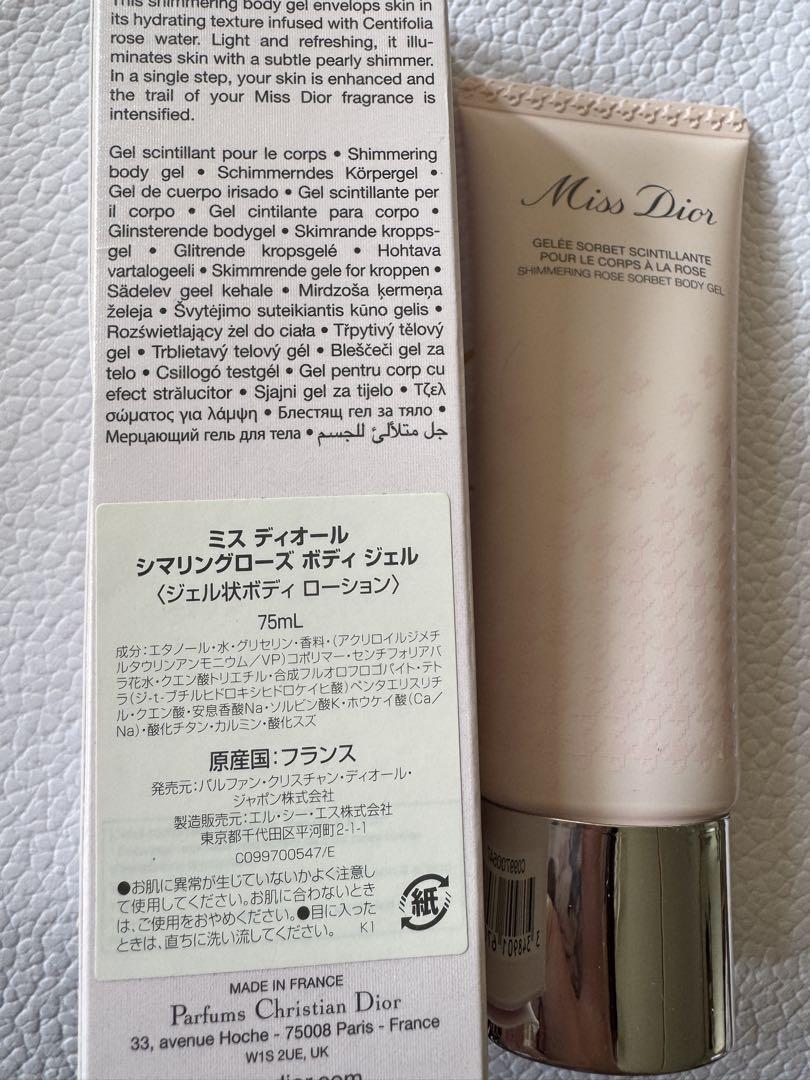 This shimmering body gel envelops skin in
its hydrating texture infused with Centifolia
rose water. Light and refreshing, it illu-
minates skin with a subtle pearly shimmer.
In a single step, your skin is enhanced and
the trail of your Miss Dior fragrance is
intensified.
Gel scintillant pour le corps • Shimmering
body gel • Schimmerndes Körpergel •
Gel de cuerpo irisado • Gel scintillante per
il corpo • Gel cintilante para corpo •
Glinsterende bodygel • Skimrande kropps-
gel • Glitrende kropsgelé • Hohtava
vartalogeeli • Skimmrende gele for kroppen •
Sädelev geel kehale • Mirdzoša ķermeņa
želeja • Švytėjimo suteikiantis kūno gelis •
Rozświetlający żel do ciała • Třpytivý tělový
gel • Trblietavý telový gél • Bleščeči gel za
telo • Csillogó testgél • Gel pentru corp cu
efect strălucitor • Sjajni gel za tijelo • Τζελ
σώματος για λάμψη • Блестящ гел за тяло •
Мерцающий гель для тела • جل متلألئ للجسم
ミス ディオール
シマリングローズ ボディ ジェル
〈ジェル状ボディ ローション〉
75mL
成分:エタノール・水・グリセリン・香料・(アクリロイルジメチ
ルタウリンアンモニウム/VP)コポリマー・センチフォリアバ
ラ花水・クエン酸トリエチル・合成フルオロフロゴパイト・テト
ラ(ジ-t-ブチルヒドロキシヒドロケイヒ酸)ペンタエリスリチ
ル・クエン酸・安息香酸Na・ソルビン酸K・ホウケイ酸(Ca/
Na)・酸化チタン・カルミン・酸化スズ
原産国:フランス
発売元:パルファン・クリスチャン・ディオール・
ジャポン株式会社
製造販売元:エル・シー・エス株式会社
東京都千代田区平河町2-1-1
C099700547/E
●お肌に異常が生じていないかよく注意し
て使用してください。お肌に合わないとき
は、ご使用をおやめください。●目に入った
ときは、直ちに洗い流してください。 K1
紙
MADE IN FRANCE
Parfums Christian Dior
33, avenue Hoche - 75008 Paris - France
W1S 2UE, UK
dior.com
Miss Dior
GELÉE SORBET SCINTILLANTE
POUR LE CORPS À LA ROSE
SHIMMERING ROSE SORBET BODY GEL